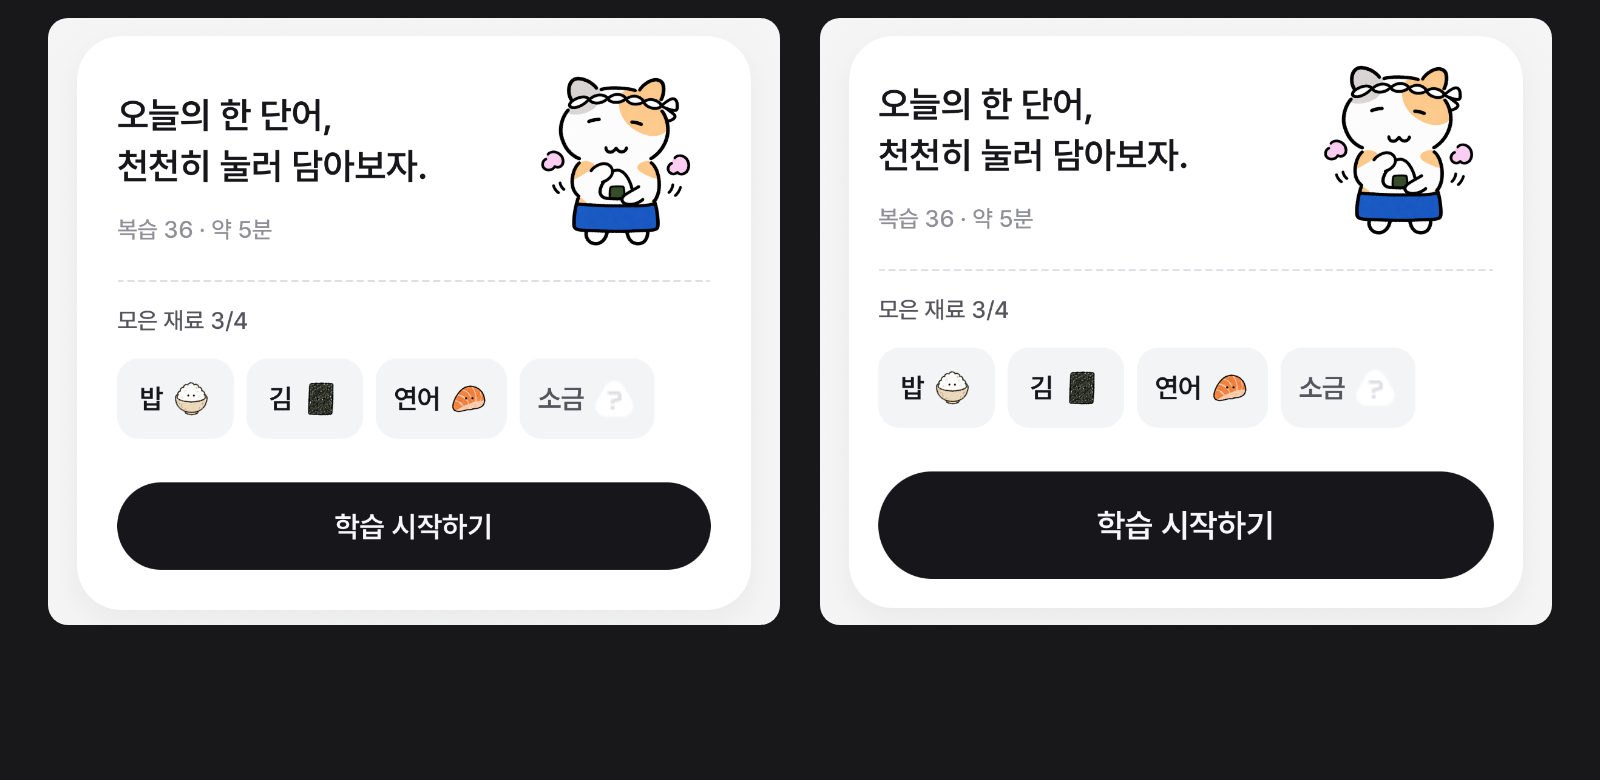 오늘의 한 단어,
천천히 눌러 담아보자.
복습 36 · 약 5분
모은 재료 3/4
밥 김 연어 소금 ?
학습 시작하기
오늘의 한 단어,
천천히 눌러 담아보자.
복습 36 · 약 5분
모은 재료 3/4
밥 김 연어 소금 ?
학습 시작하기